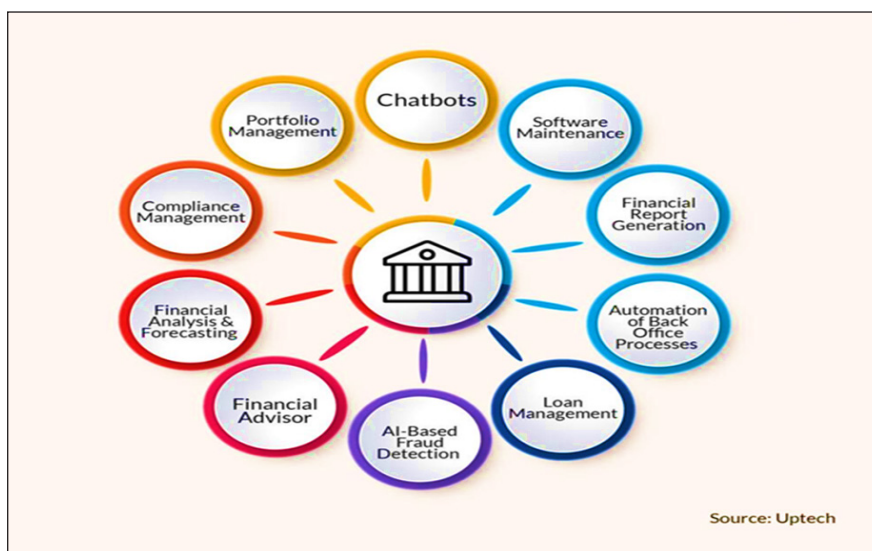 Chatbots
Software
Maintenance
Financial
Report
Generation
Automation
of Back
Office
Processes
Loan
Management
AI-Based
Fraud
Detection
Financial
Advisor
Financial
Analysis &
Forecasting
Compliance
Management
Portfolio
Management
Source: Uptech